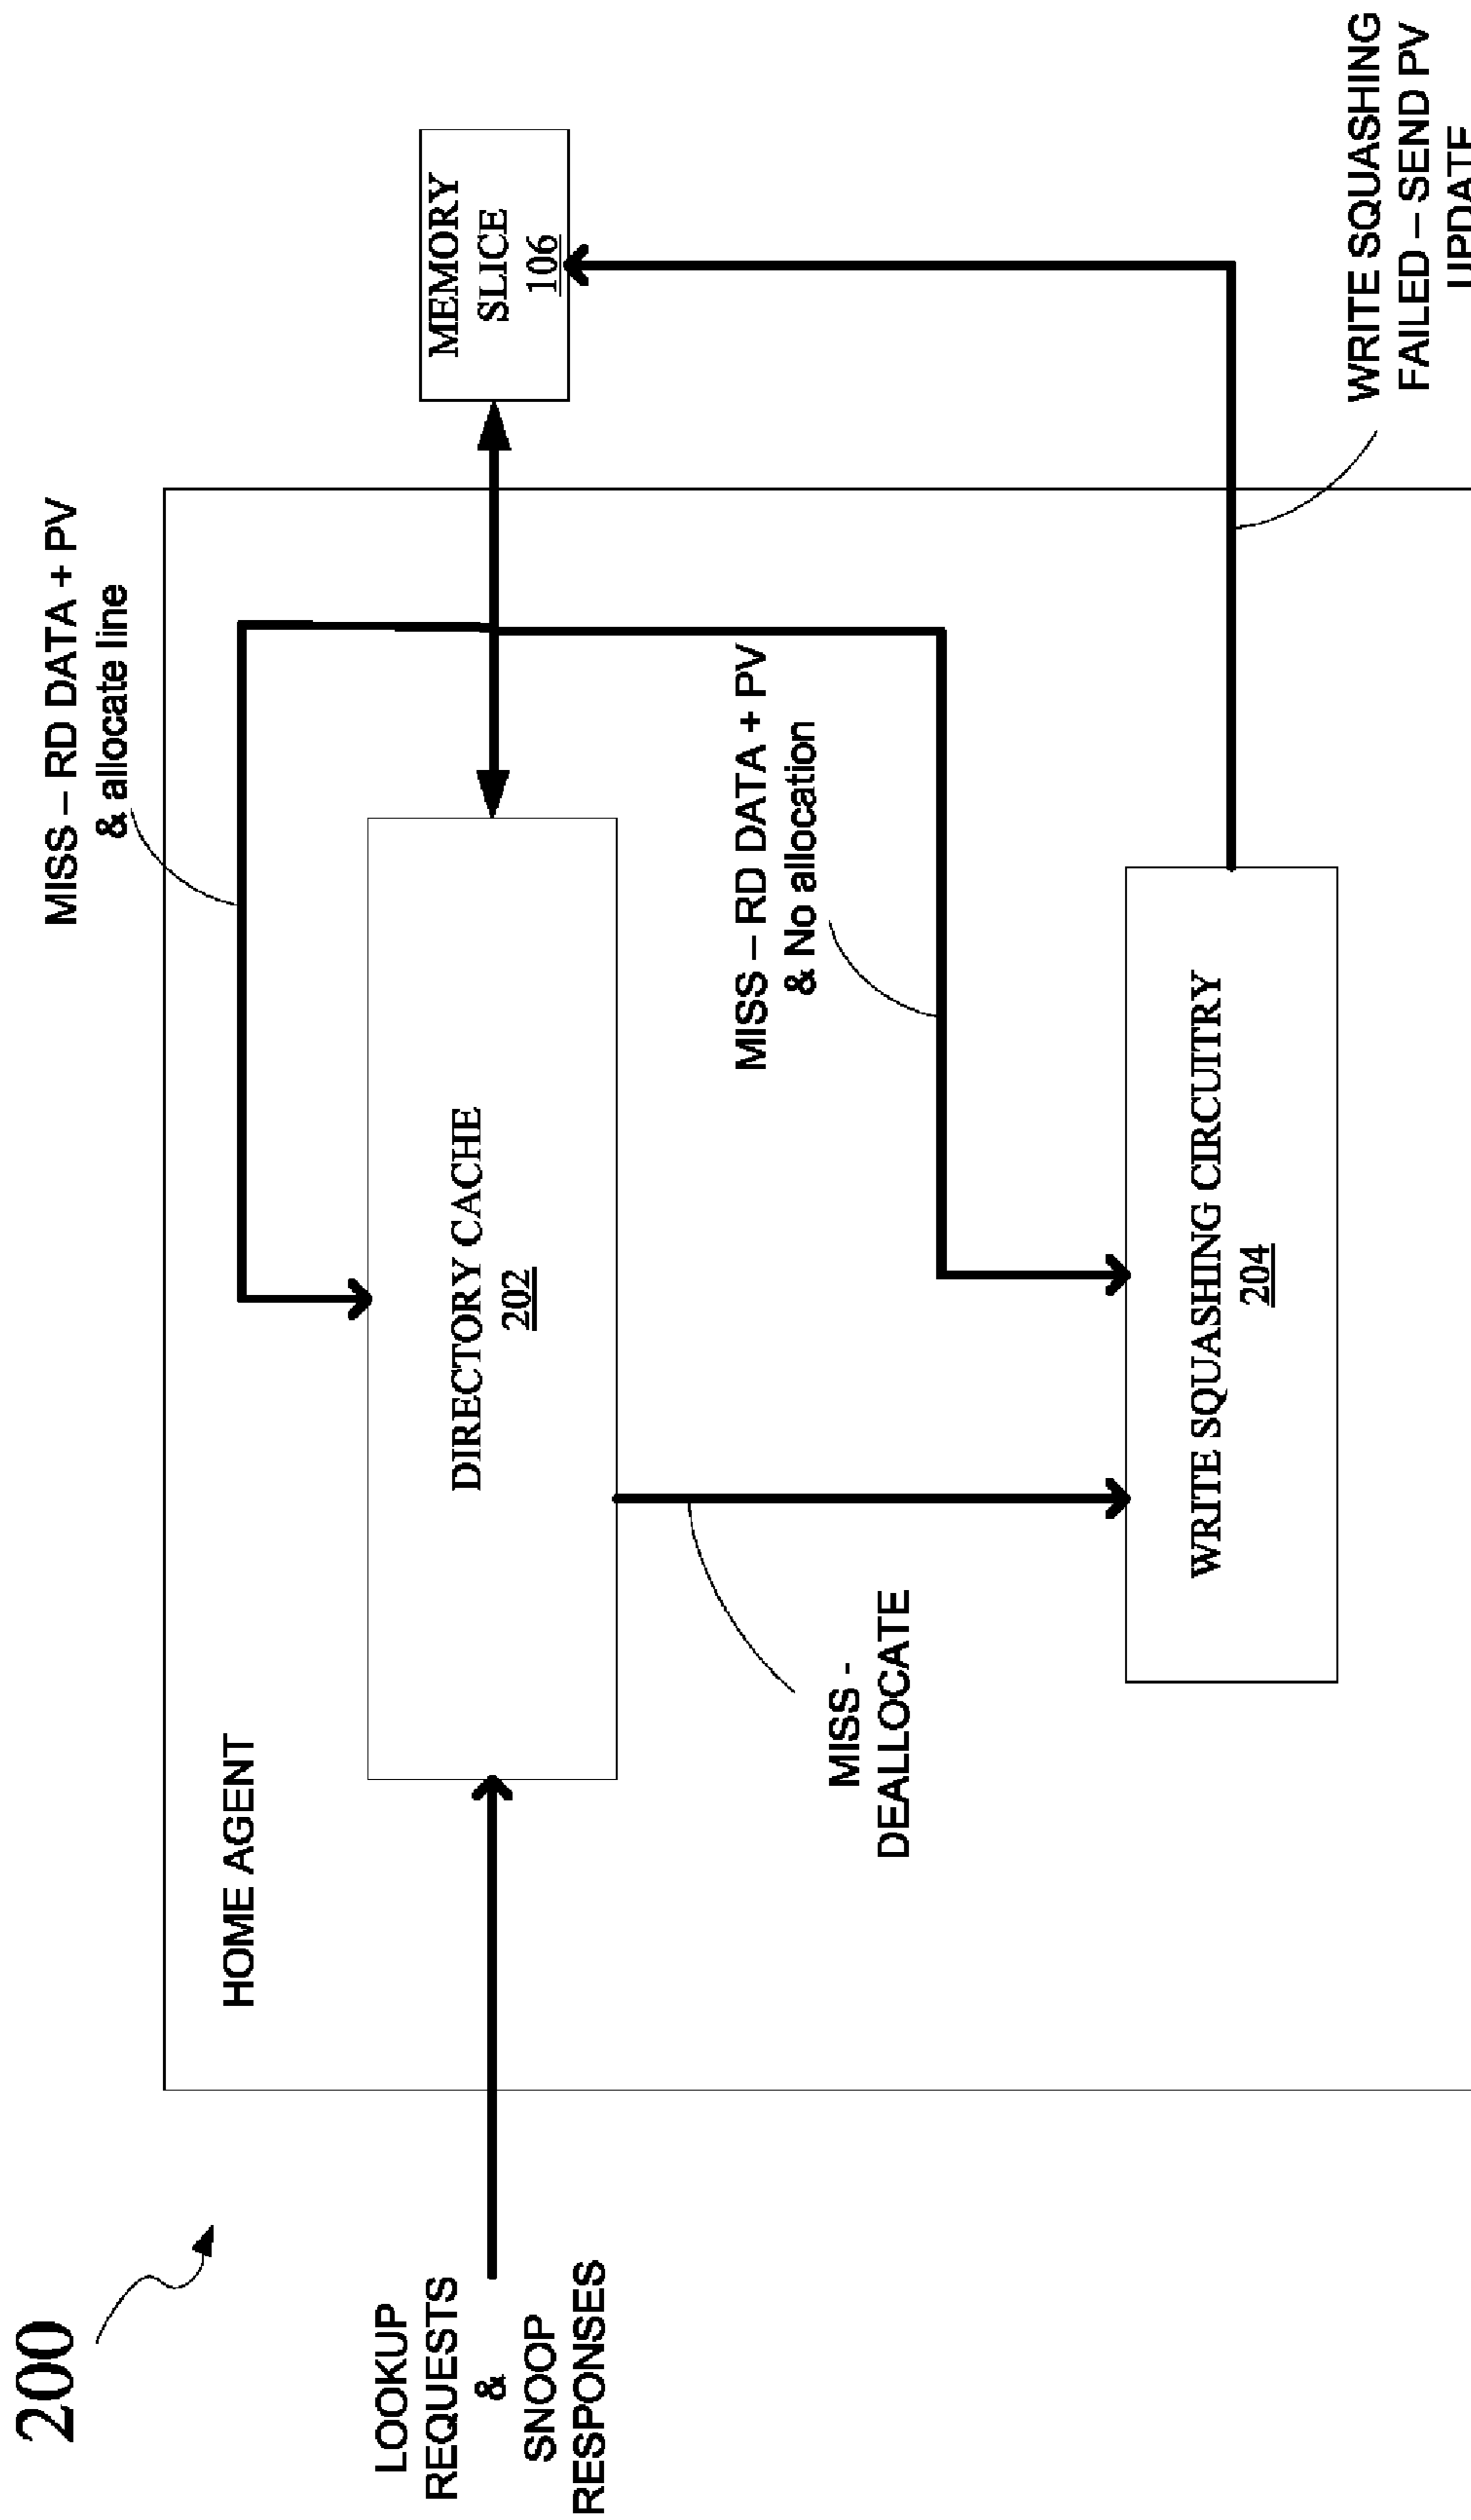 200
LOOKUP
REQUESTS
&
SNOOP
RESPONSES
HOME AGENT
MISS – RD DATA + PV
& allocate line
DIRECTORY CACHE
202
MEMORY
SLICE
106
MISS – RD DATA + PV
& No allocation
MISS -
DEALLOCATE
WRITE SQUASHING CIRCUITRY
204
WRITE SQUASHING
FAILED – SEND PV
UPDATE